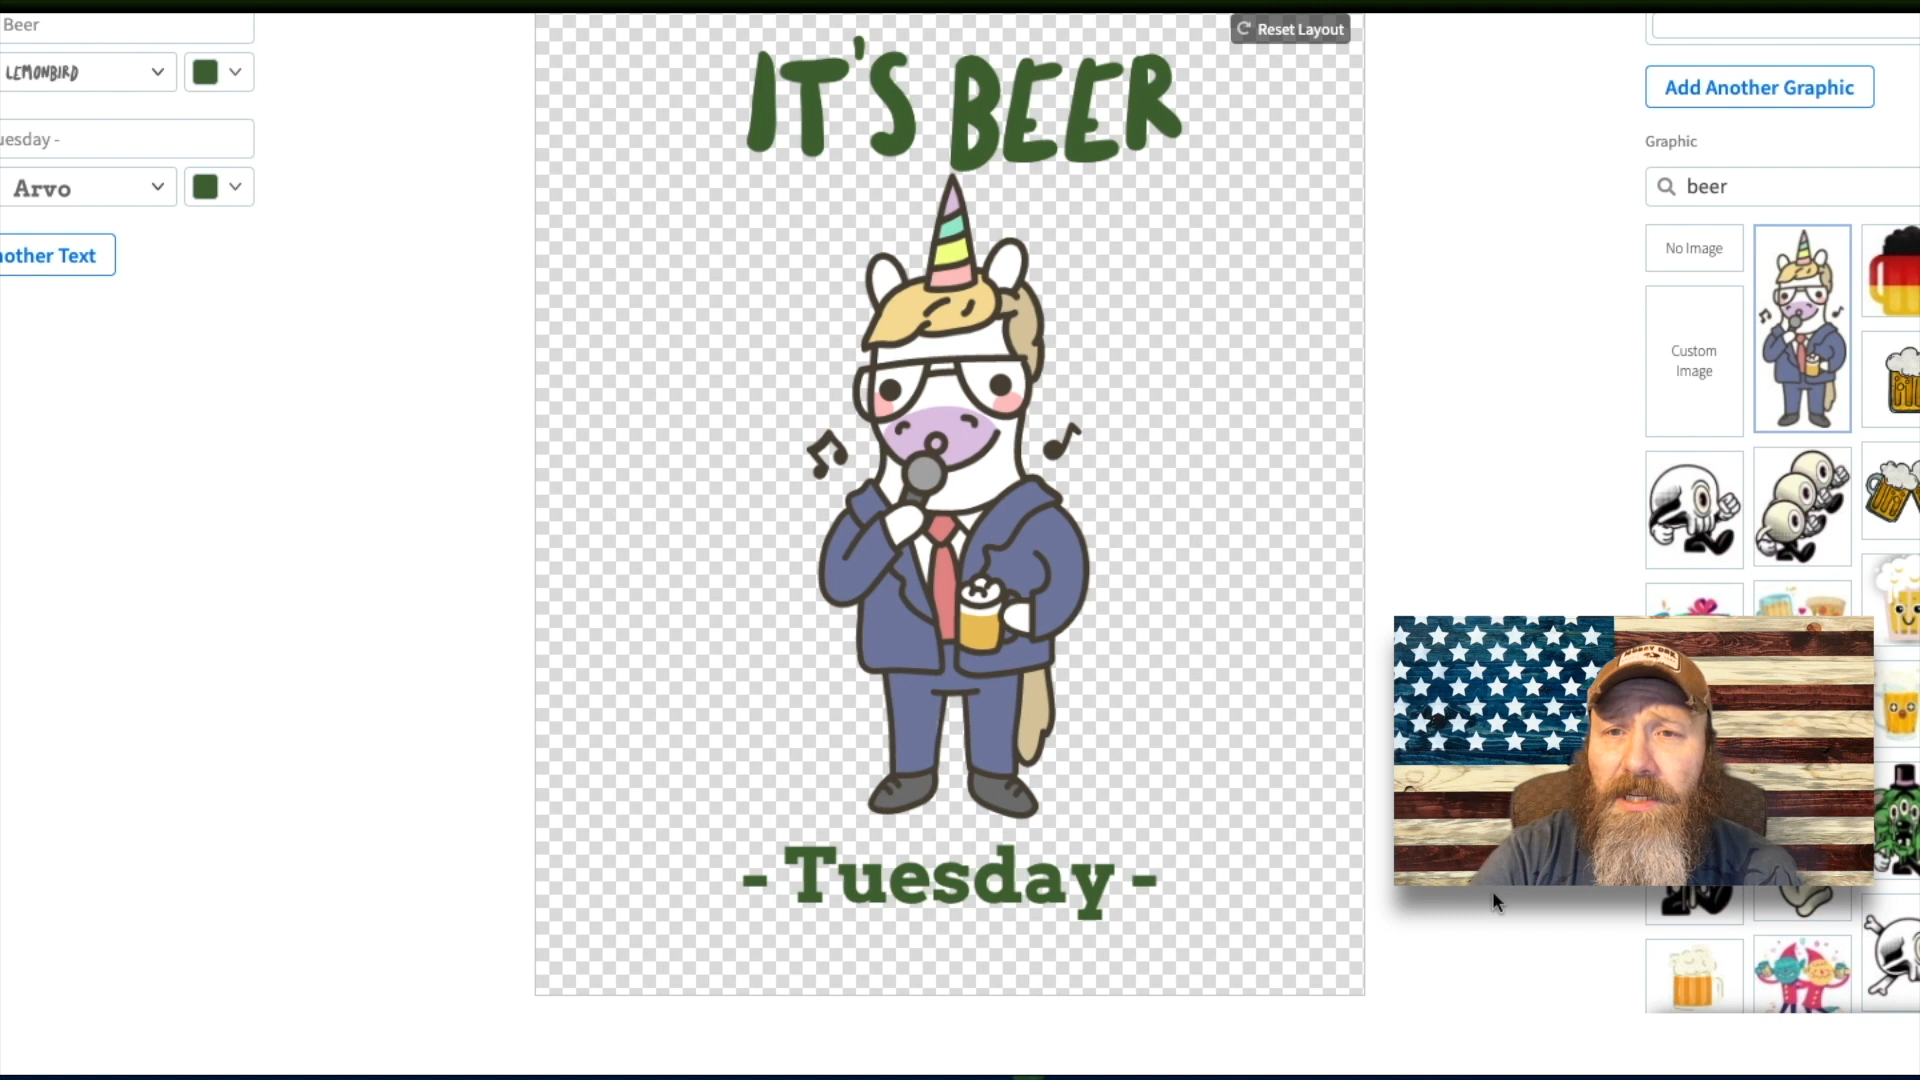 Beer
Reset Layout
LEMONBIRD
Add Another Graphic
uesday -
Graphic
Arvo
beer
nother Text
No Image
Custom
Image
IT'S BEER
- Tuesday -